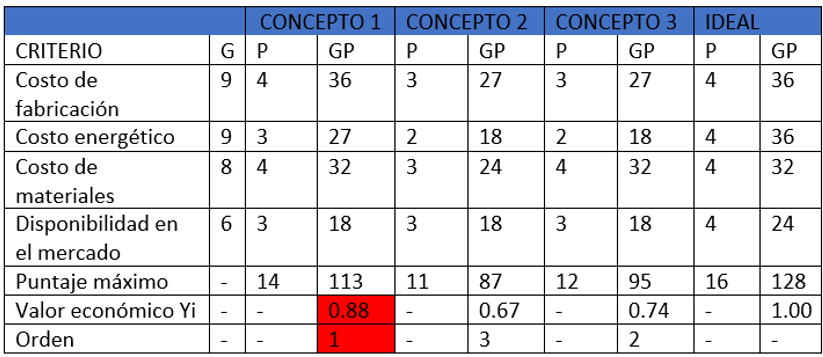 CONCEPTO 1 CONCEPTO 2 CONCEPTO 3 IDEAL
CRITERIO G P GP P GP P GP P GP
Costo de 9 4 36 3 27 3 27 4 36
fabricación
Costo energético 9 3 27 2 18 2 18 4 36
Costo de 8 4 32 3 24 4 32 4 32
materiales
Disponibilidad en 6 3 18 3 18 3 18 4 24
el mercado
Puntaje máximo - 14 113 11 87 12 95 16 128
Valor económico Yi - - 0.88 - 0.67 - 0.74 - 1.00
Orden - - 1 - 3 - 2 - -